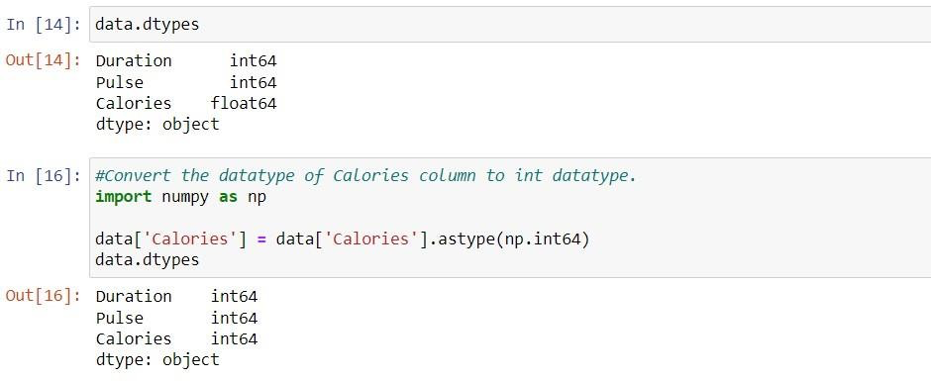 In [14]: data.dtypes
Out[14]: Duration      int64
Pulse         int64
Calories    float64
dtype: object
In [16]: #Convert the datatype of Calories column to int datatype.
import numpy as np
data['Calories'] = data['Calories'].astype(np.int64)
data.dtypes
Out[16]: Duration    int64
Pulse       int64
Calories    int64
dtype: object